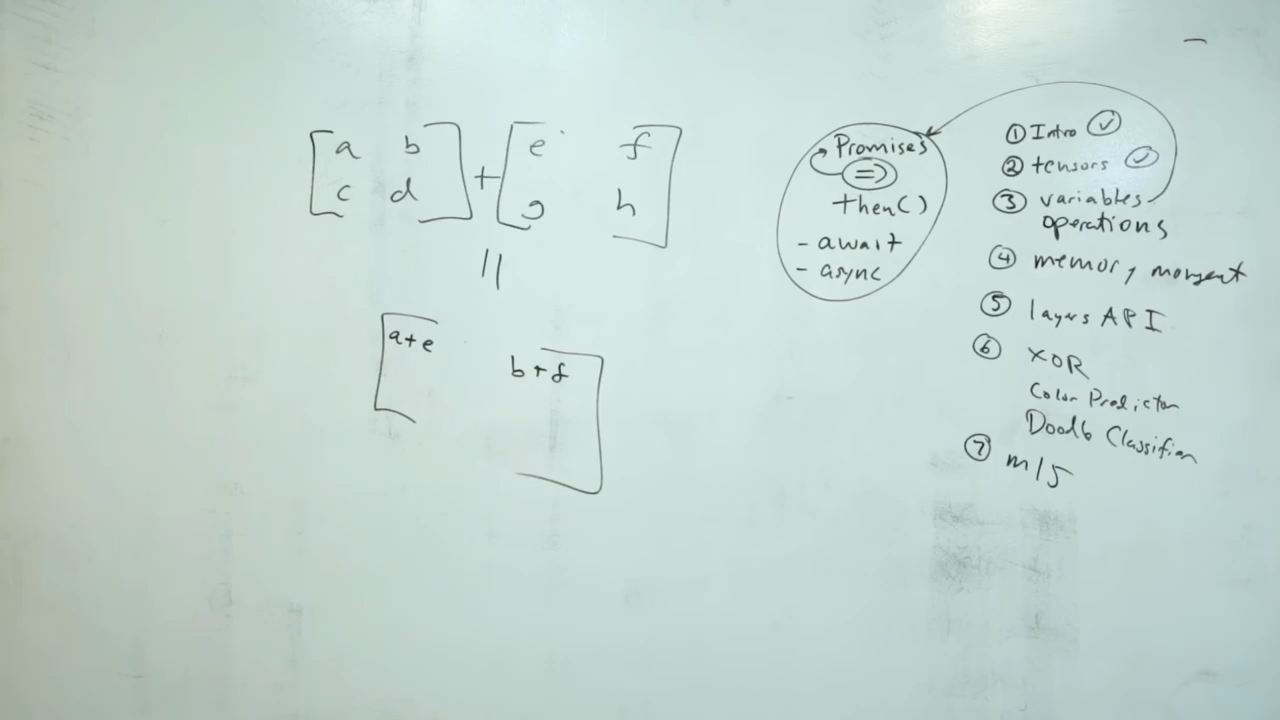 a b + e f
c d g h
||
a+e b+f
Promises
=>
then()
- await
- async
① Intro ✓
② tensors ✓
③ variables
operations
④ memory
⑤ layers API
⑥ XOR
Color Predictor
Doodle Classifier
⑦ ml5